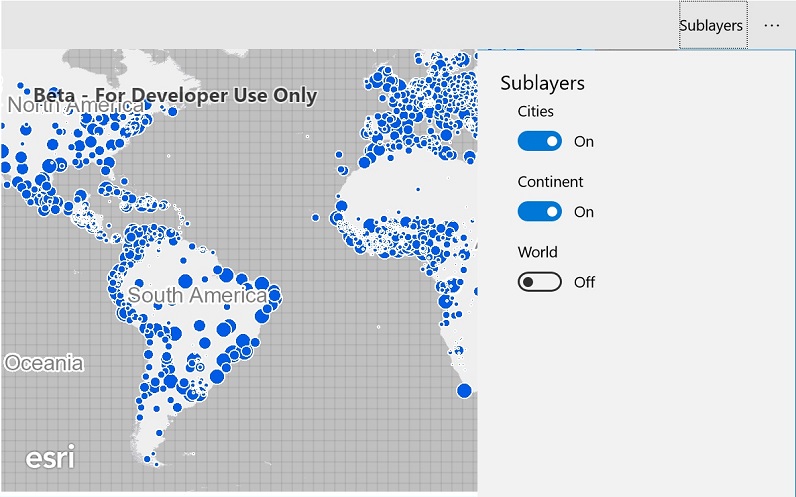 Sublayers
...
Beta - For Developer Use Only
North America
South America
Oceania
esri
Sublayers
Cities
On
Continent
On
World
Off